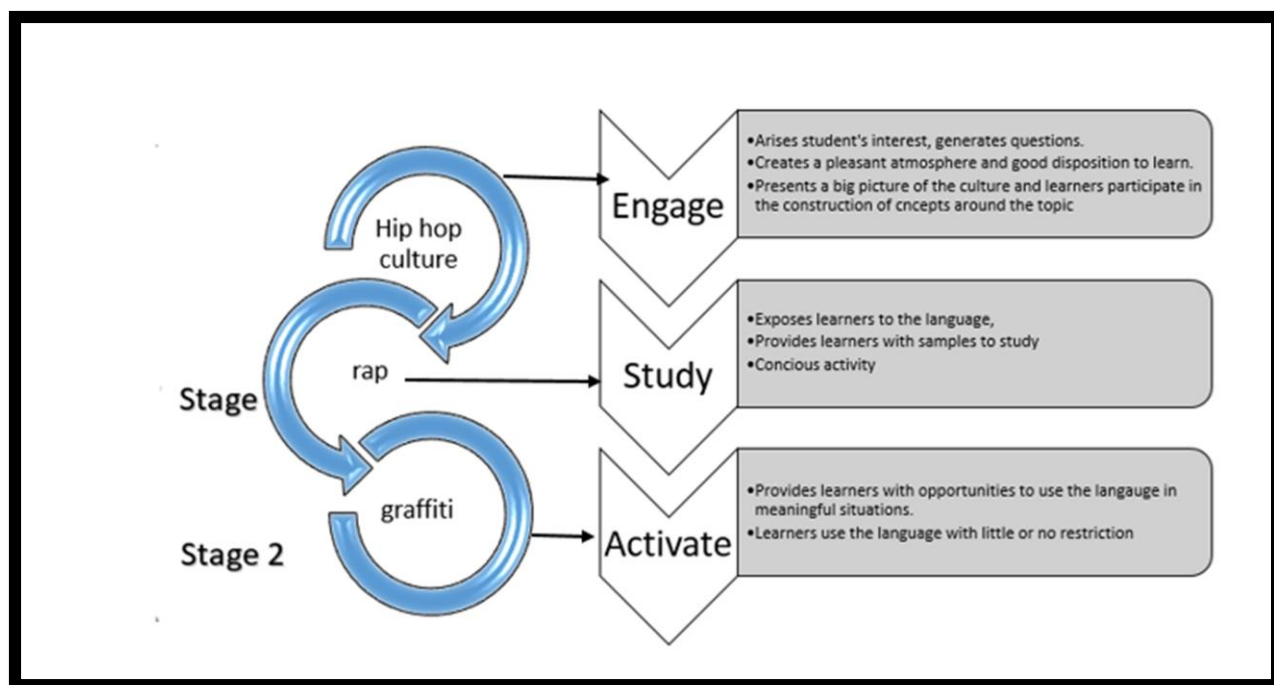 Hip hop
culture
rap
graffiti
Stage
Stage 2
Engage
•Arises student's interest, generates questions.
•Creates a pleasant atmosphere and good disposition to learn.
•Presents a big picture of the culture and learners participate in
the construction of cncepts around the topic
Study
•Exposes learners to the language,
•Provides learners with samples to study
•Concious activity
Activate
•Provides learners with opportunities to use the langauge in
meaningful situations.
•Learners use the language with little or no restriction